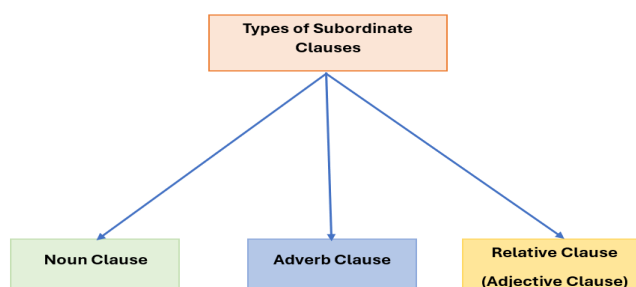 Types of Subordinate
Clauses
Noun Clause
Adverb Clause
Relative Clause
(Adjective Clause)